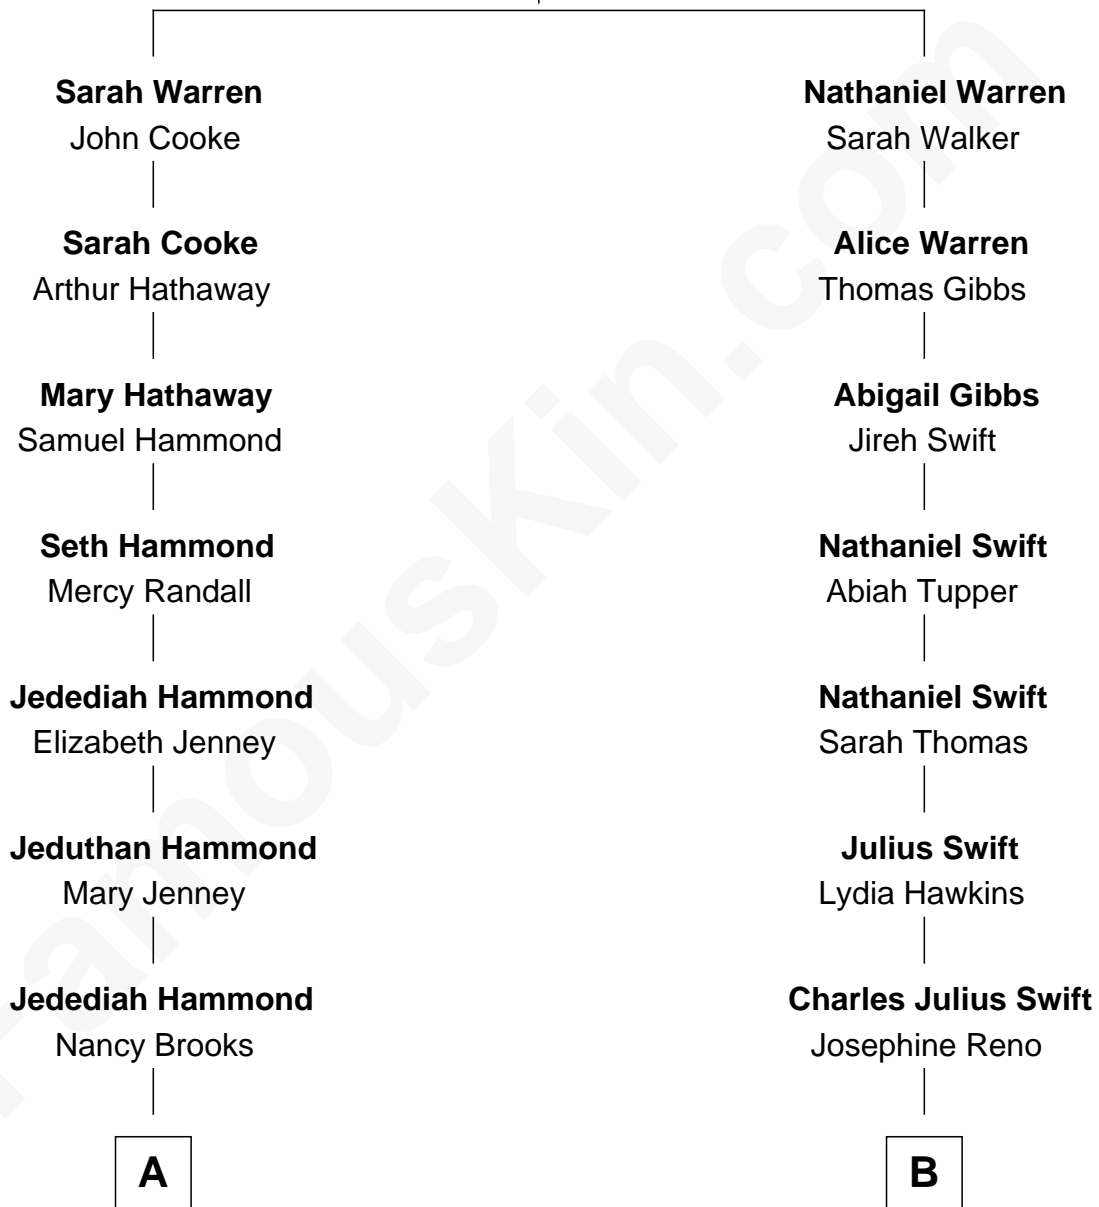 Sarah Warren
John Cooke
Sarah Cooke
Arthur Hathaway
Mary Hathaway
Samuel Hammond
Seth Hammond
Mercy Randall
Jedediah Hammond
Elizabeth Jenney
Jeduthan Hammond
Mary Jenney
Jedediah Hammond
Nancy Brooks
A
Nathaniel Warren
Sarah Walker
Alice Warren
Thomas Gibbs
Abigail Gibbs
Jireh Swift
Nathaniel Swift
Abiah Tupper
Nathaniel Swift
Sarah Thomas
Julius Swift
Lydia Hawkins
Charles Julius Swift
Josephine Reno
B
FamousKin.com